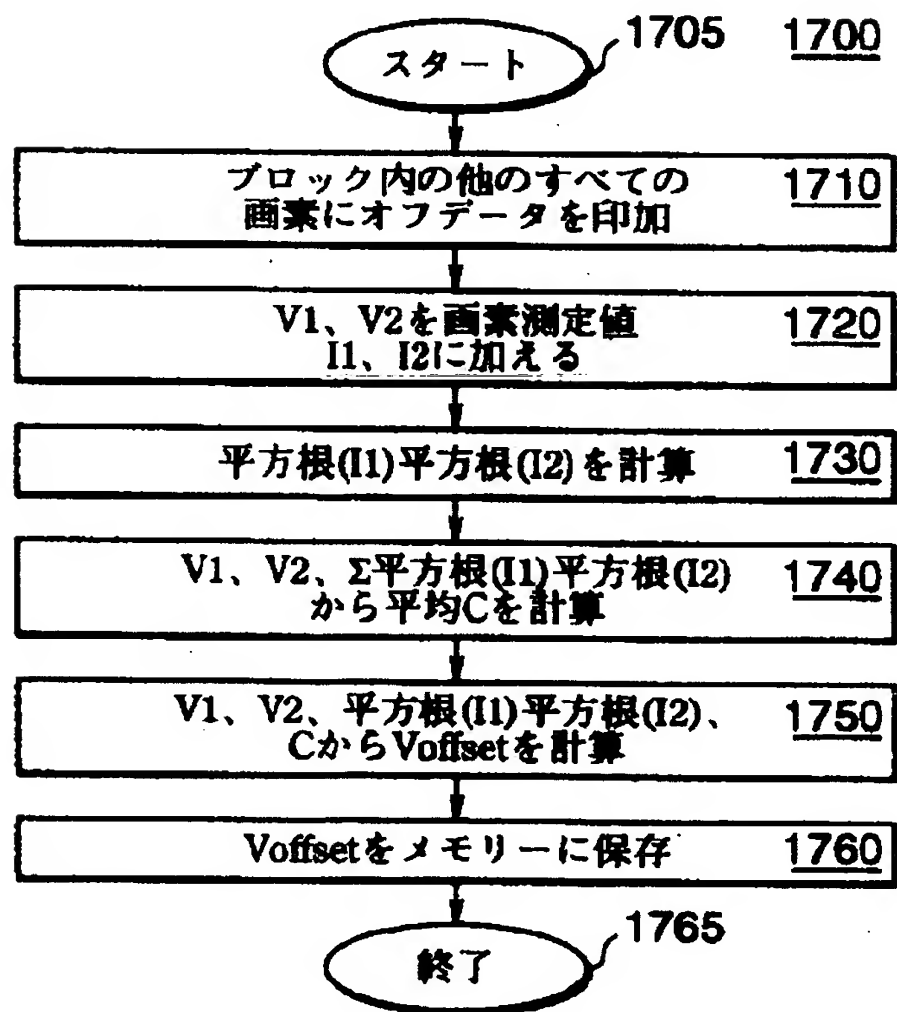 1700
スタート
1705
ブロック内の他のすべての
画素にオフデータを印加
1710
V1、V2を画素測定値
I1、I2に加える
1720
平方根(I1)平方根(I2)を計算
1730
V1、V2、Σ平方根(I1)平方根(I2)
から平均Cを計算
1740
V1、V2、平方根(I1)平方根(I2)、
CからVoffsetを計算
1750
Voffsetをメモリーに保存
1760
終了
1765